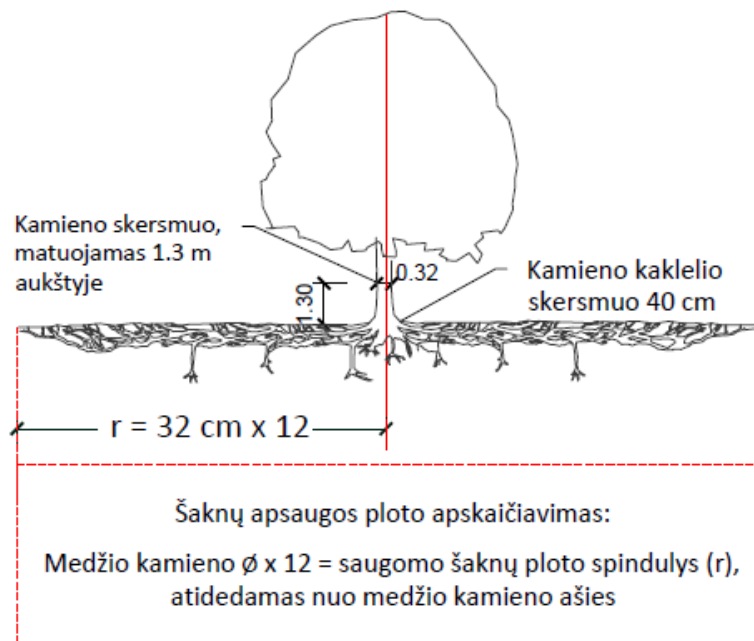 Kamieno skersmuo,
matuojamas 1.3 m
aukštyje
0.32
1.30
Kamieno kaklelio
skersmuo 40 cm
r = 32 cm x 12
Šaknų apsaugos ploto apskaičiavimas:
Medžio kamieno Ø x 12 = saugomo šaknų ploto spindulys (r),
atidedamas nuo medžio kamieno ašies